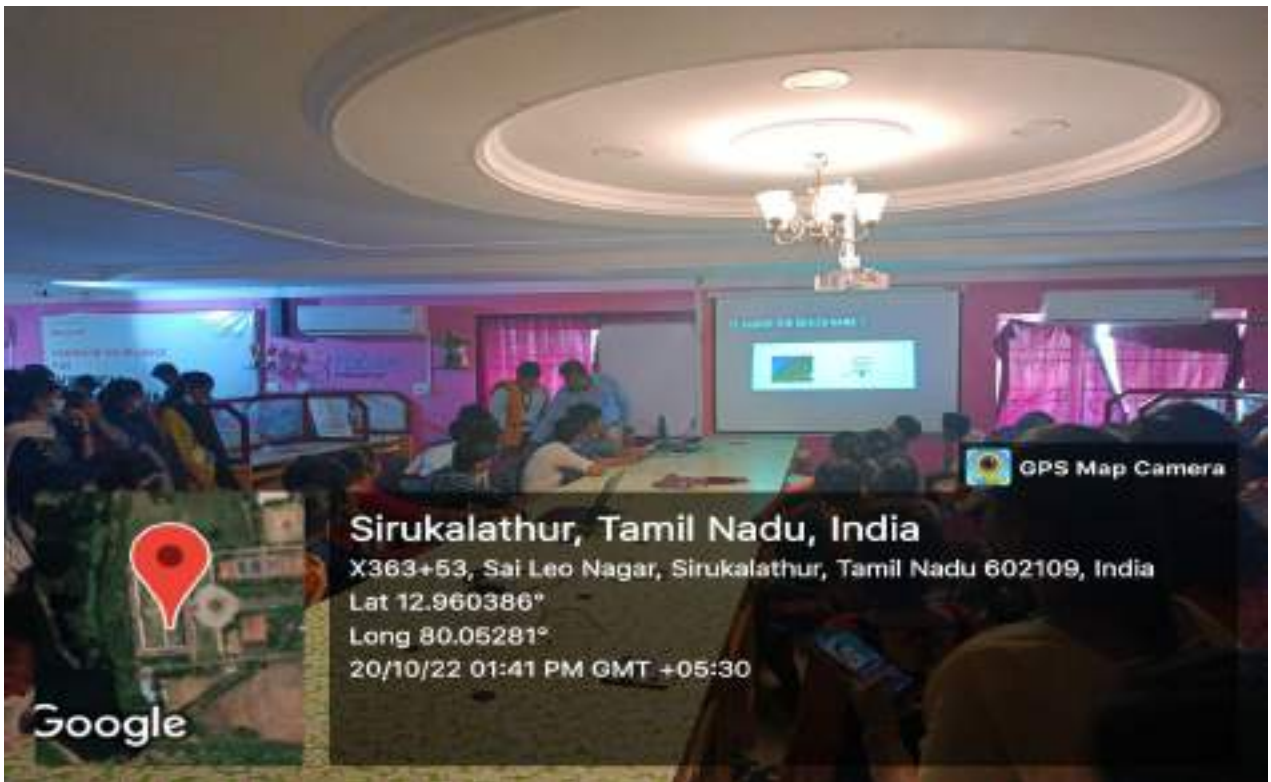 GPS Map Camera
Sirukalathur, Tamil Nadu, India
X363+53, Sai Leo Nagar, Sirukalathur, Tamil Nadu 602109, India
Lat 12.960386°
Long 80.05281°
20/10/22 01:41 PM GMT +05:30
Google